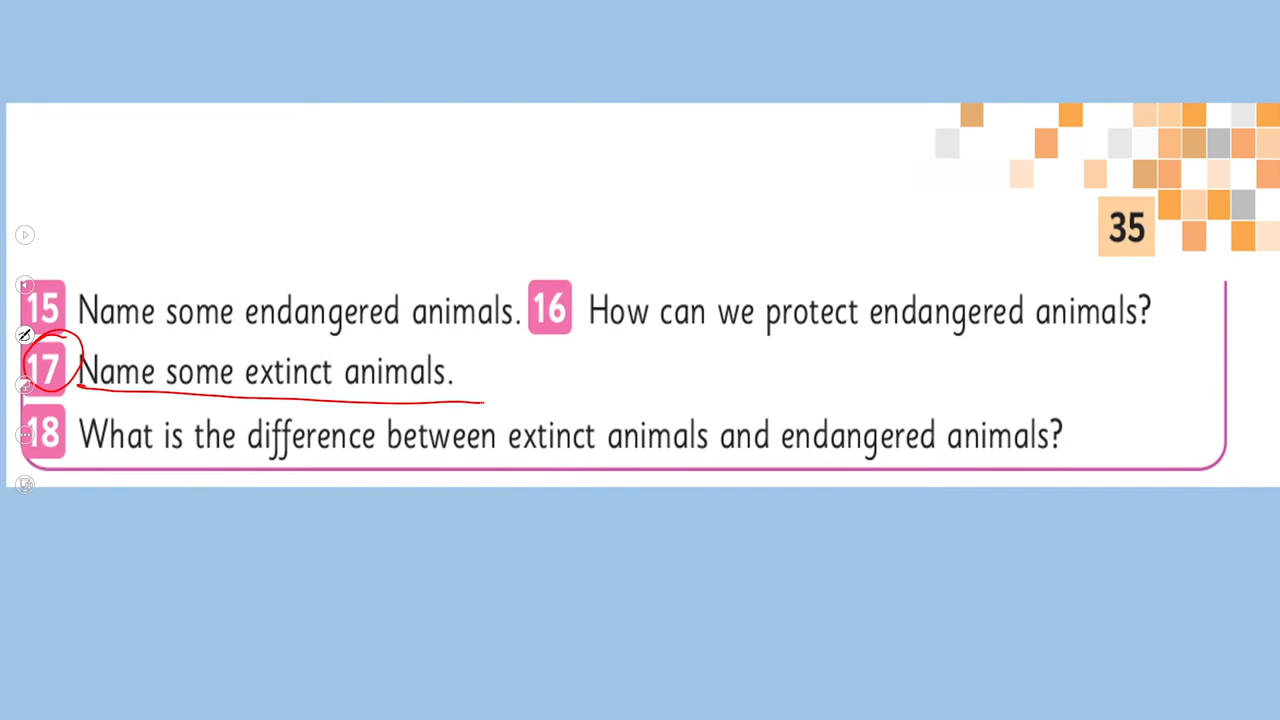 35
15 Name some endangered animals. 16 How can we protect endangered animals?
17 Name some extinct animals.
18 What is the difference between extinct animals and endangered animals?